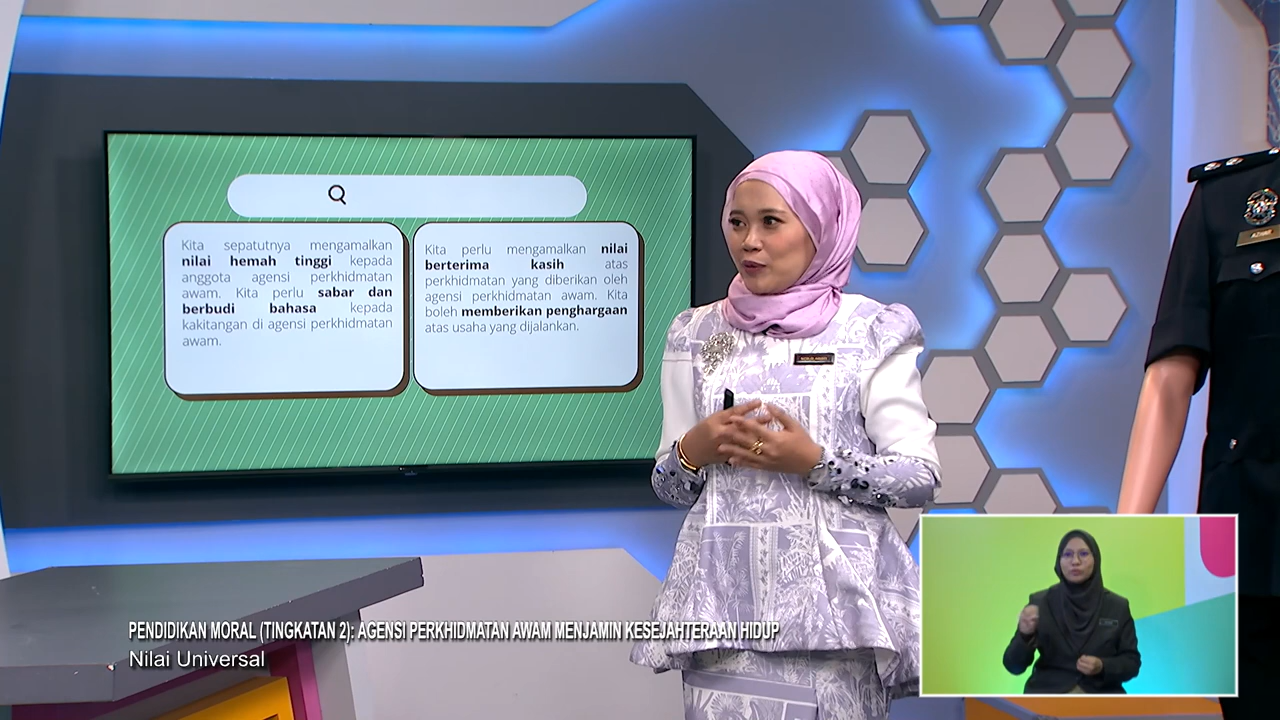 Kita sepatutnya mengamalkan
nilai hemah tinggi kepada
anggota agensi perkhidmatan
awam. Kita perlu sabar dan
berbudi bahasa kepada
kakitangan di agensi perkhidmatan
awam.
Kita perlu mengamalkan nilai
berterima kasih atas
perkhidmatan yang diberikan oleh
agensi perkhidmatan awam. Kita
boleh memberikan penghargaan
atas usaha yang dijalankan.
PENDIDIKAN MORAL (TINGKATAN 2): AGENSI PERKHIDMATAN AWAM MENJAMIN KESEJAHTERAAN HIDUP
Nilai Universal